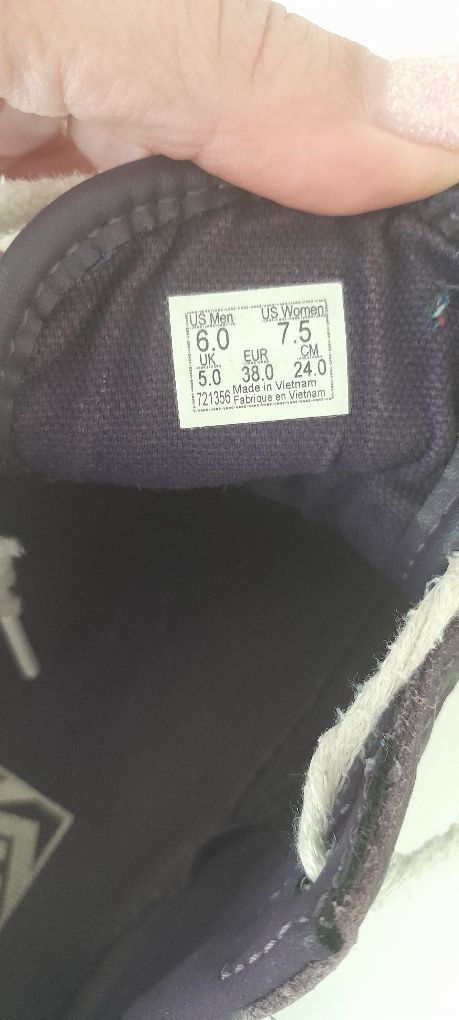 US Men US Women
6.0 7.5
UK EUR CM
5.0 38.0 24.0
721356 Made in Vietnam
Fabrique en Vietnam